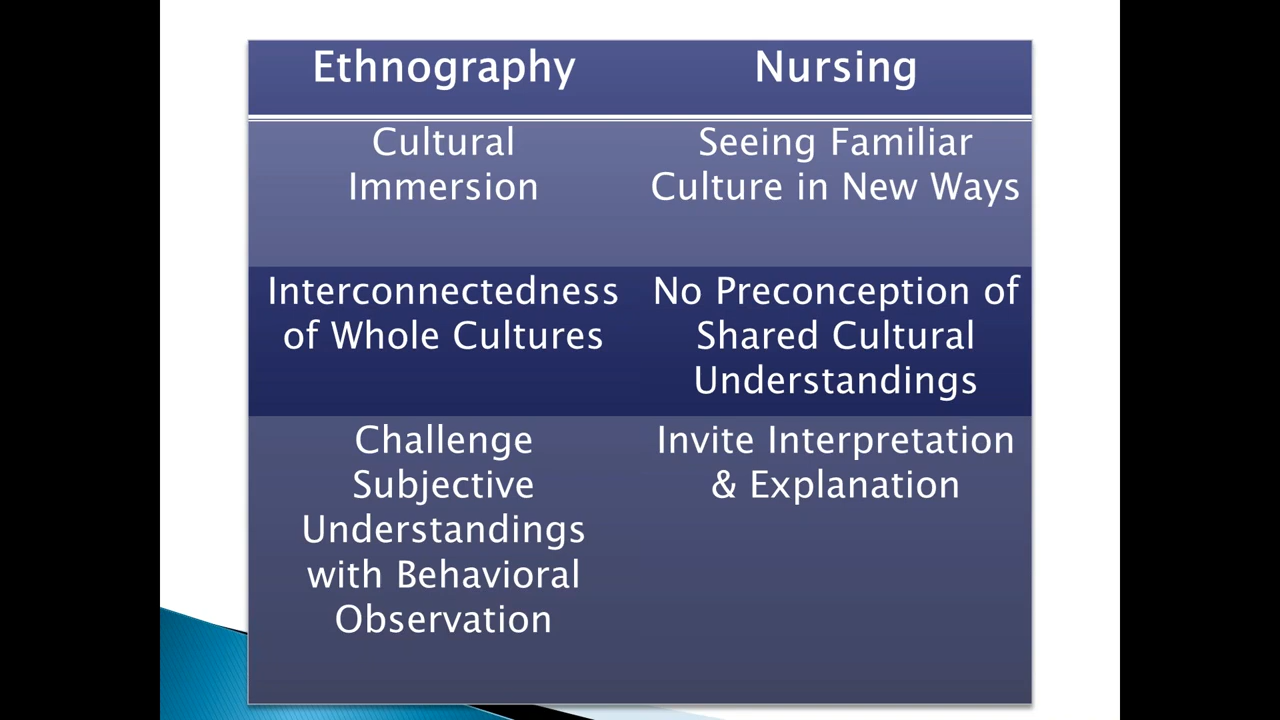 Ethnography
Nursing
Cultural
Immersion
Seeing Familiar
Culture in New Ways
Interconnectedness
of Whole Cultures
No Preconception of
Shared Cultural
Understandings
Challenge
Subjective
Understandings
with Behavioral
Observation
Invite Interpretation
& Explanation